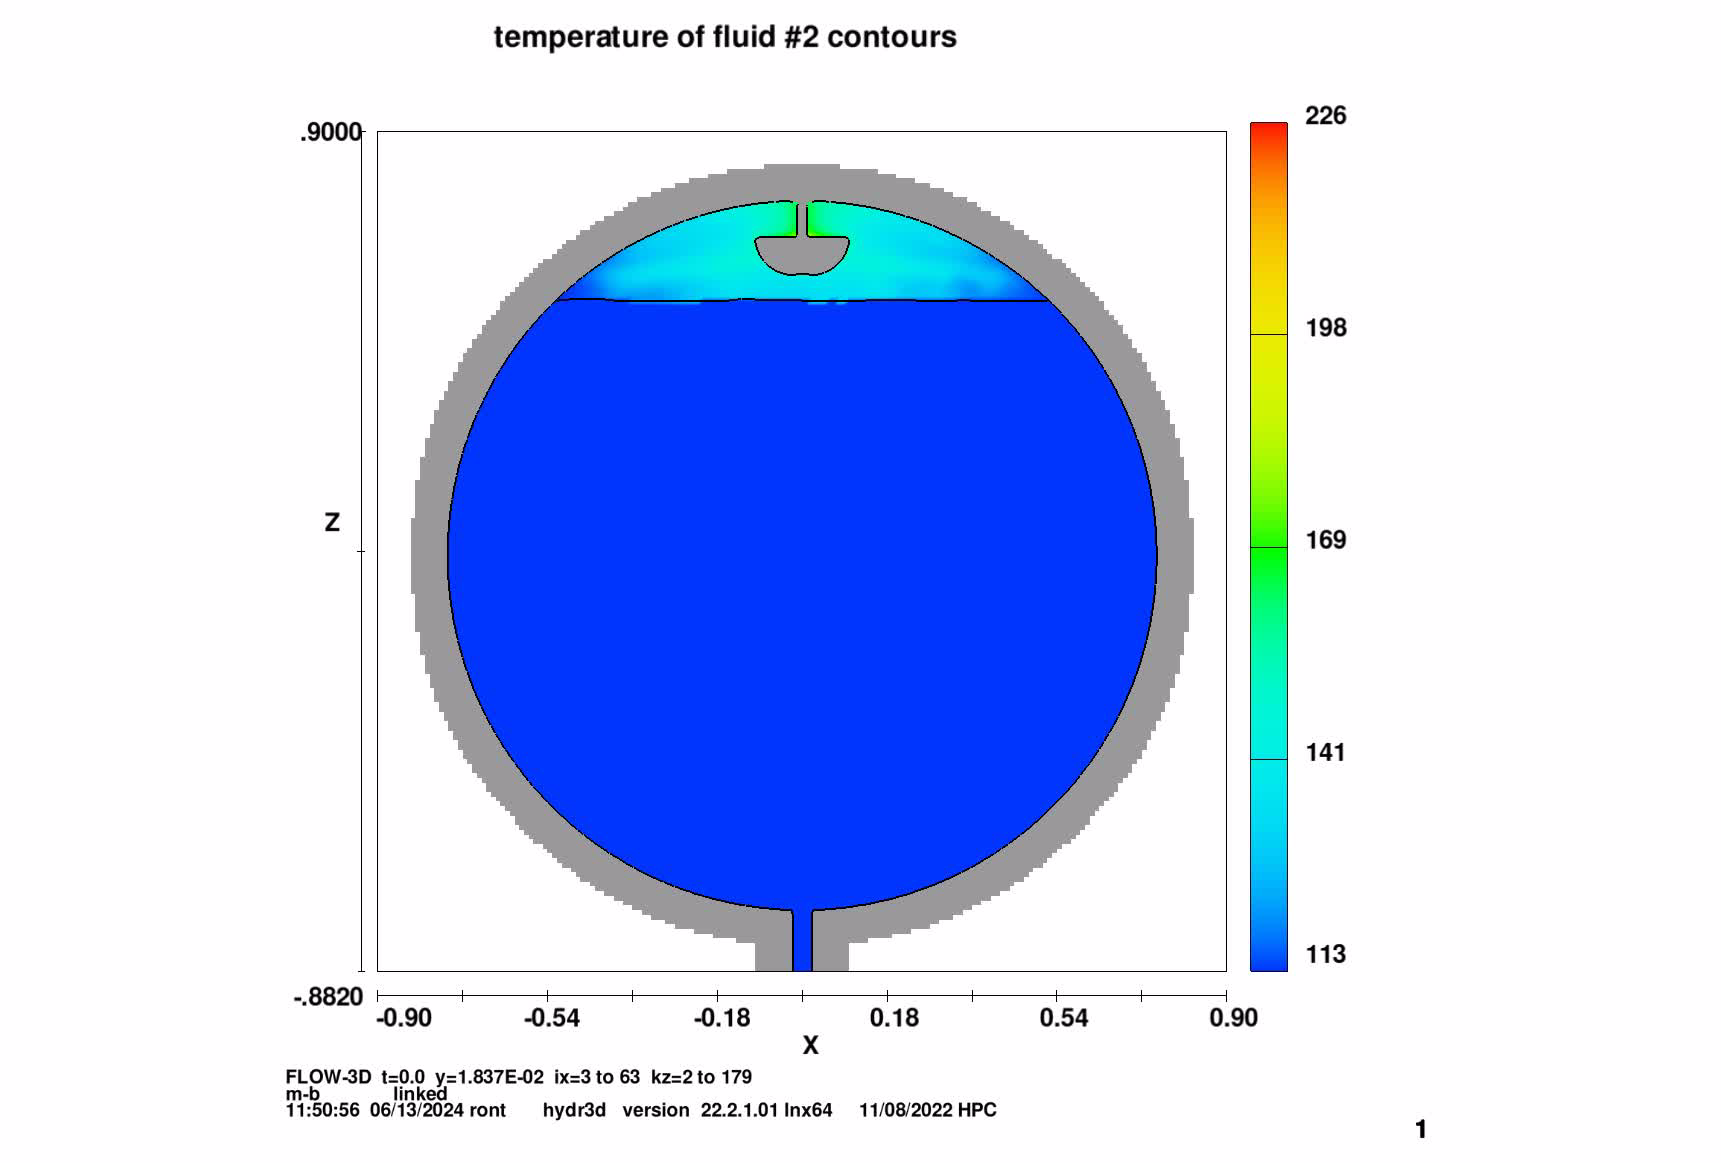 temperature of fluid #2 contours
226
.9000
198
169
Z
141
113
-.8820
-0.90 -0.54 -0.18 0.18 0.54 0.90
X
FLOW-3D t=0.0 y=1.837E-02 ix=3 to 63 kz=2 to 179
m-b linked
11:50:56 06/13/2024 ront hydr3d version 22.2.1.01 lnx64 11/08/2022 HPC
1